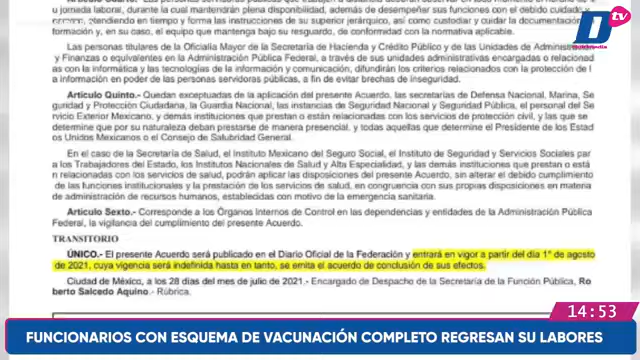 u jornada laboral, durante la cual mantendrán plena disponibilidad, además de desempeñar sus funciones con el debido cuidado y
esmero, atendiendo en tiempo y forma las instrucciones de su superior jerárquico, así como custodiar y cuidar la documentación
formación y, en su caso, el equipo que mantenga bajo su resguardo, de conformidad con la normativa aplicable.
Las personas titulares de la Oficialía Mayor de la Secretaría de Hacienda y Crédito Público y de las Unidades de Administració
y Finanzas o equivalentes en la Administración Pública Federal, a través de sus unidades administrativas encargadas o relacionad
as con la informática y las tecnologías de la información y comunicación, difundirán los criterios relacionados con la protección de l
a información en poder de las personas servidoras públicas, a fin de evitar brechas de inseguridad.
Artículo Quinto.- Quedan exceptuadas de la aplicación del presente Acuerdo, las secretarías de Defensa Nacional, Marina, Se
guridad y Protección Ciudadana, la Guardia Nacional, las instancias de Seguridad Nacional y Seguridad Pública, el personal del Se
rvicio Exterior Mexicano, y demás instituciones que prestan o están relacionadas con los servicios de protección civil, y las que se
determine que por su naturaleza deban prestarse de manera presencial, y todas aquellas que determine el Presidente de los Estad
os Unidos Mexicanos o el Consejo de Salubridad General.
En el caso de la Secretaría de Salud, el Instituto Mexicano del Seguro Social, el Instituto de Seguridad y Servicios Sociales par
a los Trabajadores del Estado, los Institutos Nacionales de Salud y Alta Especialidad, y las demás instituciones que prestan o está
n relacionadas con los servicios de salud, podrán aplicar las disposiciones del presente Acuerdo, sin alterar el debido cumplimiento
de las funciones institucionales y la prestación de los servicios de salud, en congruencia con sus propias disposiciones en materia
de administración de recursos humanos, establecidas con motivo de la emergencia sanitaria.
Artículo Sexto.- Corresponde a los Órganos Internos de Control en las dependencias y entidades de la Administración Pública
Federal, la vigilancia del cumplimiento del presente Acuerdo.
TRANSITORIO
ÚNICO.- El presente Acuerdo será publicado en el Diario Oficial de la Federación y entrará en vigor a partir del día 1° de agosto
de 2021, cuya vigencia será indefinida hasta en tanto, se emita el acuerdo de conclusión de sus efectos.
Ciudad de México, a los 28 días del mes de julio de 2021.- Encargado de Despacho de la Secretaría de la Función Pública, Ro
berto Salcedo Aquino.- Rúbrica.
D tv
14:53
FUNCIONARIOS CON ESQUEMA DE VACUNACIÓN COMPLETO REGRESAN SU LABORES